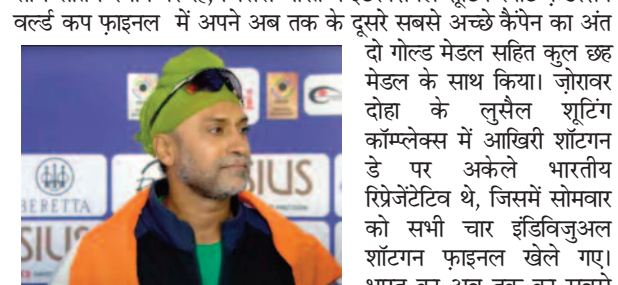 वर्ल्ड कप फ़ाइनल में अपने अब तक के दूसरे सबसे अच्छे कैंपेन का अंत
दो गोल्ड मेडल सहित कुल छह
मेडल के साथ किया। ज़ोरावर
दोहा के लुसैल शूटिंग
कॉम्प्लेक्स में आखिरी शॉटगन
डे पर अकेले भारतीय
रिप्रेजेंटेटिव थे, जिसमें सोमवार
को सभी चार इंडिविजुअल
शॉटगन फ़ाइनल खेले गए।
BERETTA
SIUS
SIU